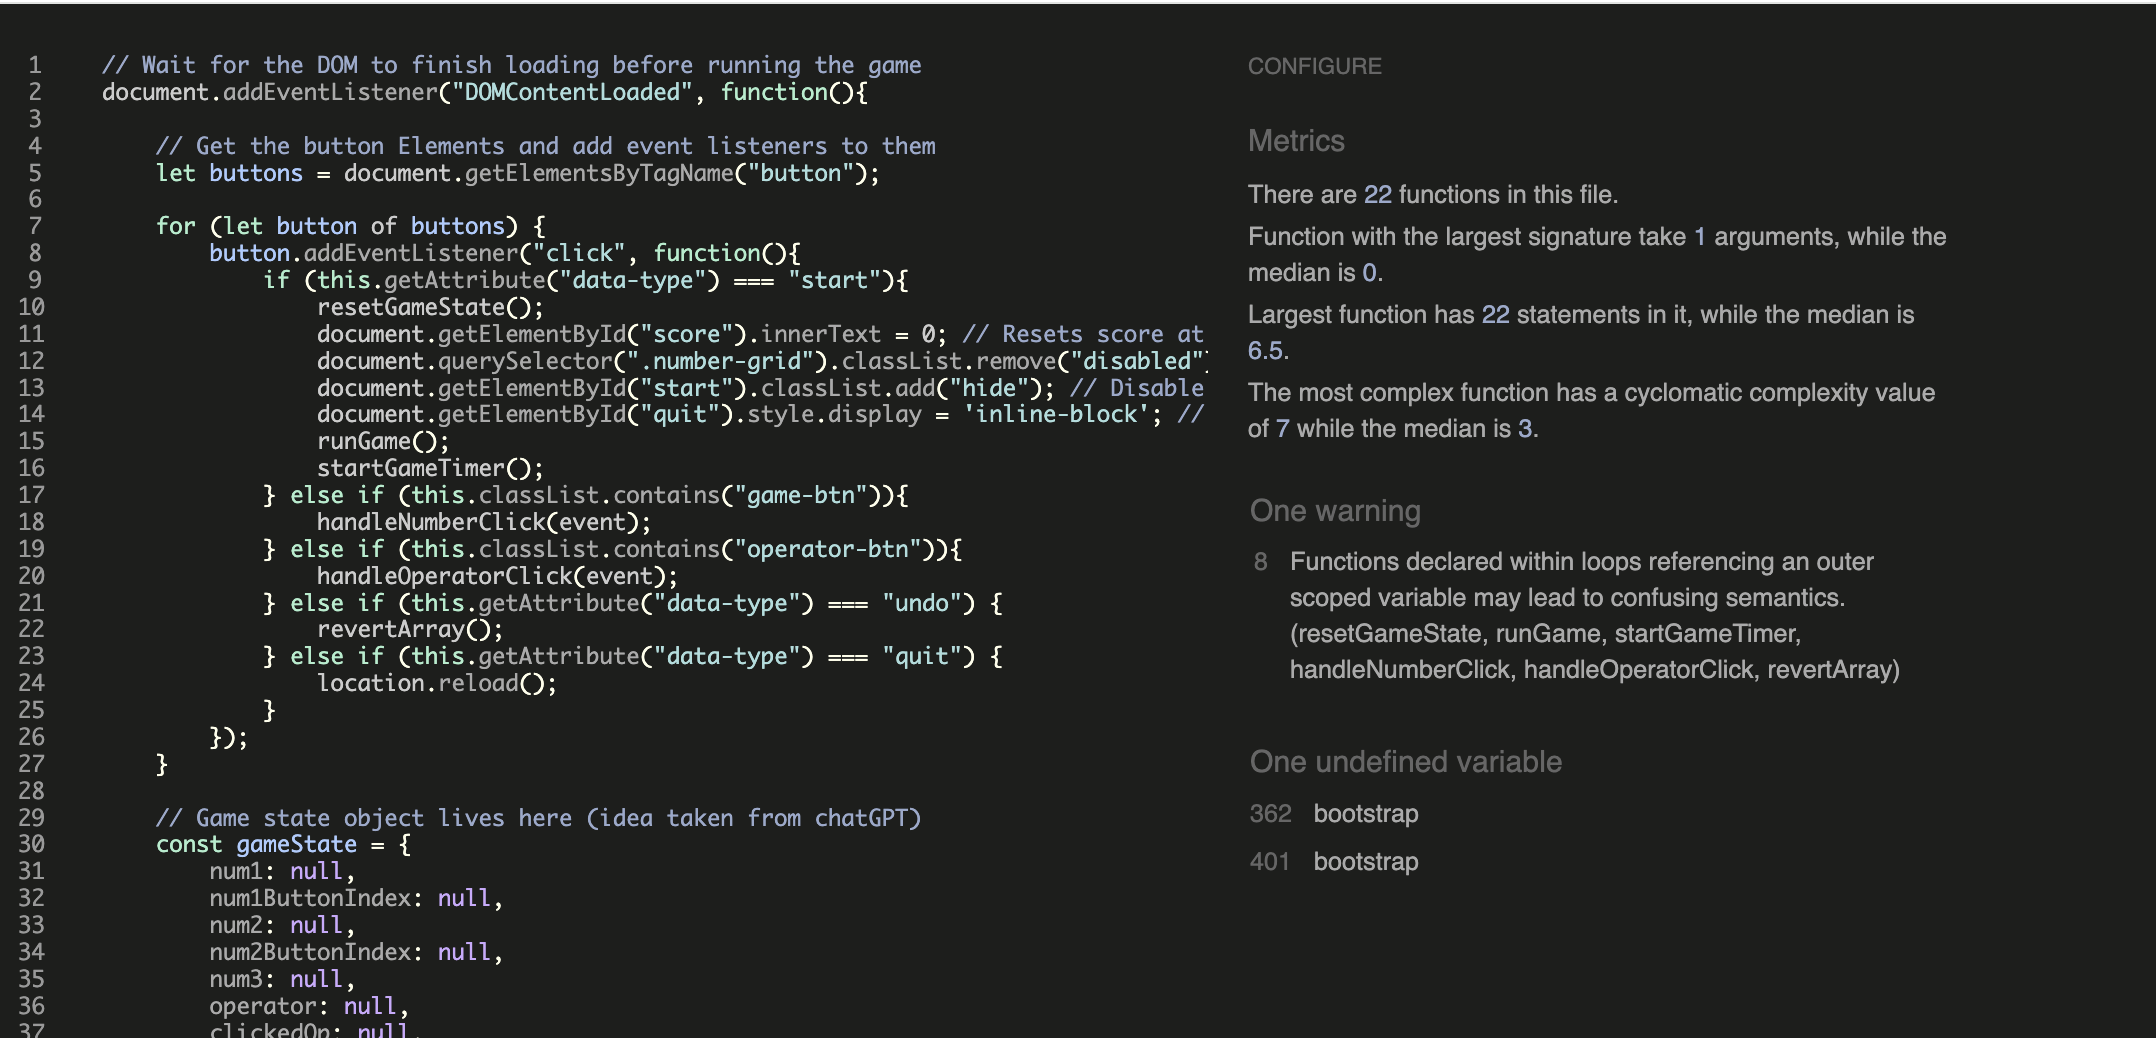 1 // Wait for the DOM to finish loading before running the game
2 document.addEventListener("DOMContentLoaded", function(){
3
4 // Get the button Elements and add event listeners to them
5 let buttons = document.getElementsByTagName("button");
6
7 for (let button of buttons) {
8 button.addEventListener("click", function(){
9 if (this.getAttribute("data-type") === "start"){
10 resetGameState();
11 document.getElementById("score").innerText = 0; // Resets score at
12 document.querySelector(".number-grid").classList.remove("disabled")
13 document.getElementById("start").classList.add("hide"); // Disable
14 document.getElementById("quit").style.display = 'inline-block'; //
15 runGame();
16 startGameTimer();
17 } else if (this.classList.contains("game-btn")){
18 handleNumberClick(event);
19 } else if (this.classList.contains("operator-btn")){
20 handleOperatorClick(event);
21 } else if (this.getAttribute("data-type") === "undo") {
22 revertArray();
23 } else if (this.getAttribute("data-type") === "quit") {
24 location.reload();
25 }
26 });
27 }
28
29 // Game state object lives here (idea taken from chatGPT)
30 const gameState = {
31 num1: null,
32 num1ButtonIndex: null,
33 num2: null,
34 num2ButtonIndex: null,
35 num3: null,
36 operator: null,
37 clickedOp: null,
CONFIGURE
Metrics
There are 22 functions in this file.
Function with the largest signature take 1 arguments, while the
median is 0.
Largest function has 22 statements in it, while the median is
6.5.
The most complex function has a cyclomatic complexity value
of 7 while the median is 3.
One warning
8 Functions declared within loops referencing an outer
scoped variable may lead to confusing semantics.
(resetGameState, runGame, startGameTimer,
handleNumberClick, handleOperatorClick, revertArray)
One undefined variable
362 bootstrap
401 bootstrap